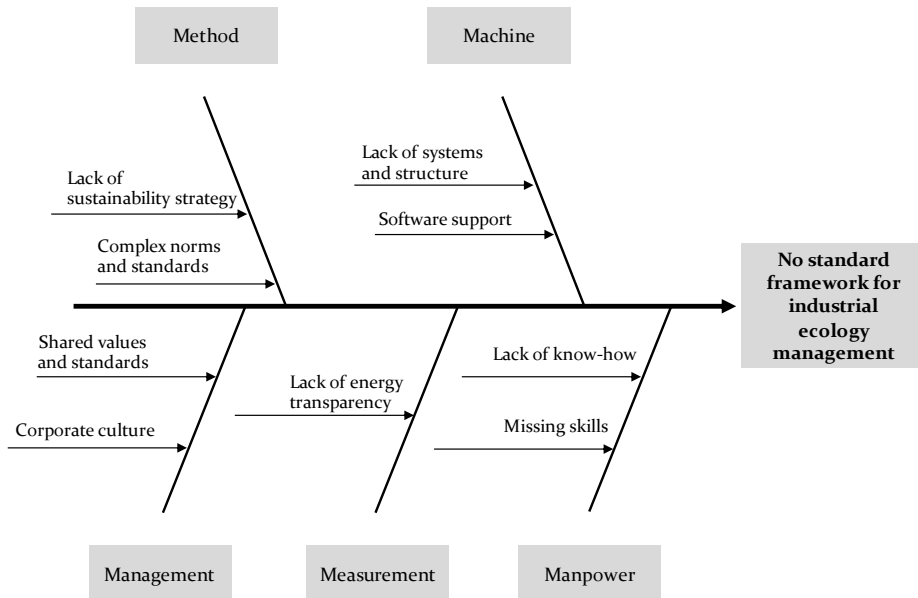 Method
Machine
Lack of
sustainability strategy
Complex norms
and standards
Lack of systems
and structure
Software support
No standard
framework for
industrial
ecology
management
Shared values
and standards
Corporate culture
Lack of energy
transparency
Lack of know-how
Missing skills
Management
Measurement
Manpower